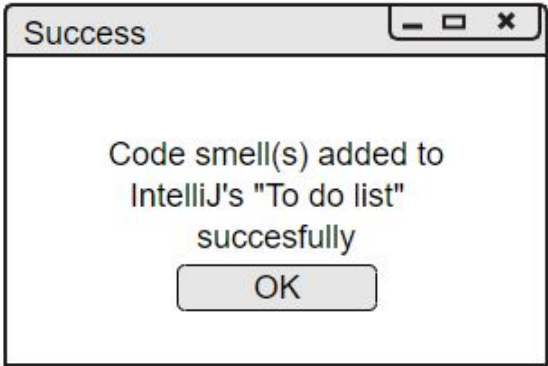 Success
Code smell(s) added to
IntelliJ's "To do list"
succesfully
OK